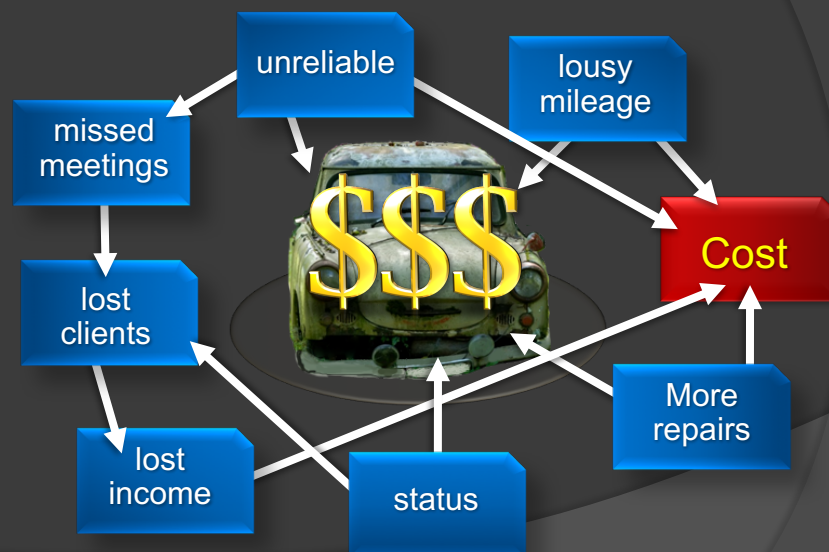 unreliable
lousy
mileage
missed
meetings
$$$
Cost
lost
clients
More
repairs
lost
income
status